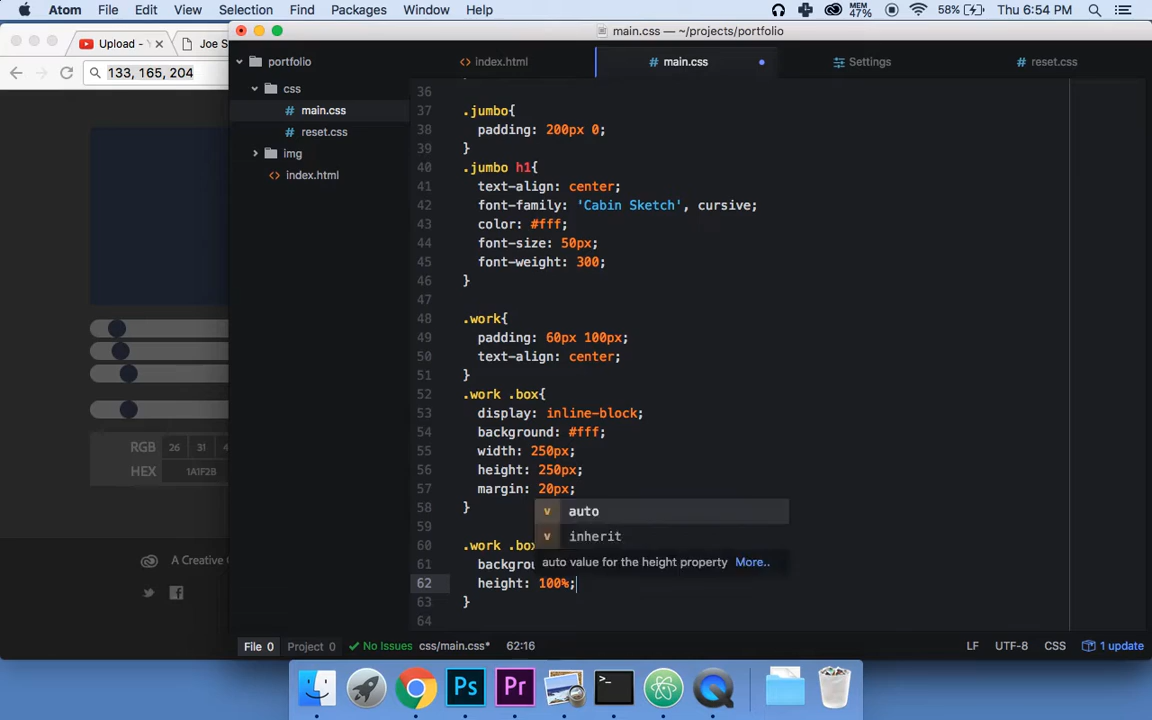 Atom File Edit View Selection Find Packages Window Help MEM 47% 58% Thu 6:54 PM
Upload - Joe S
main.css — ~/projects/portfolio
portfolio index.html main.css Settings reset.css
133, 165, 204
css
main.css
reset.css
img
index.html
36
37 .jumbo{
38 padding: 200px 0;
39 }
40 .jumbo h1{
41 text-align: center;
42 font-family: 'Cabin Sketch', cursive;
43 color: #fff;
44 font-size: 50px;
45 font-weight: 300;
46 }
47
48 .work{
49 padding: 60px 100px;
50 text-align: center;
51 }
52 .work .box{
53 display: inline-block;
54 background: #fff;
55 width: 250px;
56 height: 250px;
57 margin: 20px;
58 }
auto
59
inherit
60 .work .box
auto value for the height property More..
61 backgrou
62 height: 100%;
63 }
64
RGB 26 31 4
HEX 1A1F2B
A Creative C
File 0 Project 0 No Issues css/main.css* 62:16 LF UTF-8 CSS 1 update
Ps Pr >_